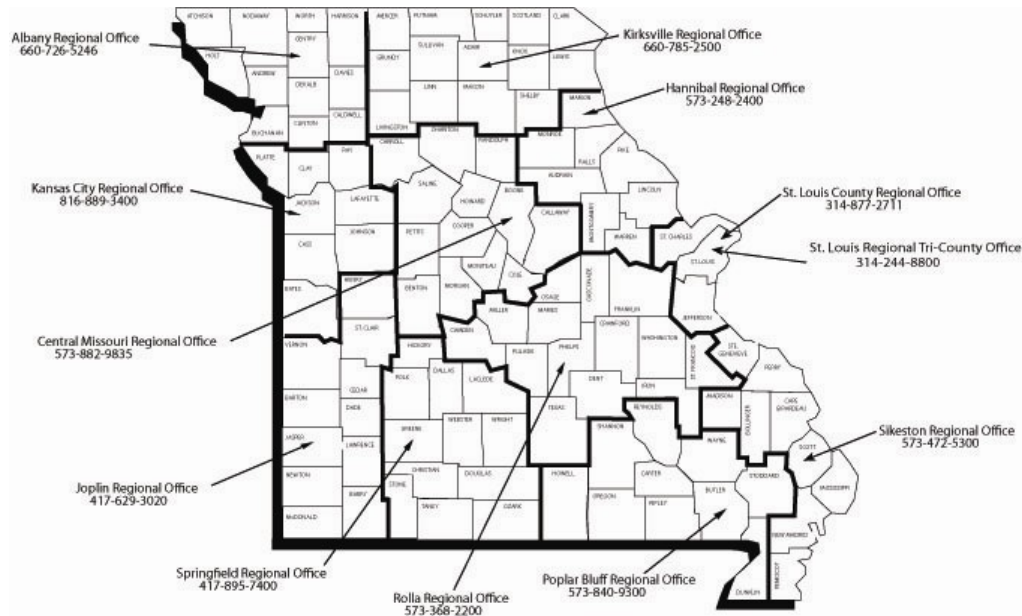 ATCHISON
NODAWAY
WORTH
HARRISON
MERCER
PUTNAM
SCHUYLER
SCOTLAND
CLARK
Albany Regional Office
660-726-5246
GENTRY
SULLIVAN
ADAIR
KNOX
LEWIS
Kirksville Regional Office
660-785-2500
HOLT
GRUNDY
ANDREW
DEKALB
DAVIES
LINN
MACON
SHELBY
MARION
Hannibal Regional Office
573-248-2400
BUCHANAN
CLINTON
CALDWELL
LIVINGSTON
CHARITON
RANDOLPH
MONROE
CARROLL
RALLS
PIKE
PLATTE
CLAY
RAY
AUDRAIN
SALINE
HOWARD
BOONE
LINCOLN
Kansas City Regional Office
816-889-3400
JACKSON
LAFAYETTE
CALLAWAY
MONTGOMERY
WARREN
ST. CHARLES
St. Louis County Regional Office
314-877-2711
CASS
JOHNSON
PETTIS
COOPER
MONITEAU
COLE
ST.LOUIS
St. Louis Regional Tri-County Office
314-244-8800
BATES
HENRY
BENTON
MORGAN
MILLER
OSAGE
GASCONADE
FRANKLIN
JEFFERSON
Central Missouri Regional Office
573-882-9835
ST.CLAIR
CAMDEN
MARIES
CRAWFORD
WASHINGTON
STE.
GENEVIEVE
VERNON
HICKORY
PULASKI
PHELPS
ST FRANCOIS
PERRY
CEDAR
POLK
DALLAS
LACLEDE
DENT
IRON
MADISON
BOLLINGER
CAPE
GIRARDEAU
BARTON
DADE
TEXAS
REYNOLDS
SHANNON
WAYNE
Sikeston Regional Office
573-472-5300
JASPER
LAWRENCE
GREENE
WEBSTER
WRIGHT
SCOTT
Joplin Regional Office
417-629-3020
NEWTON
BARRY
CHRISTIAN
STONE
DOUGLAS
HOWELL
CARTER
BUTLER
STODDARD
MISSISSIPPI
McDONALD
TANEY
OZARK
OREGON
RIPLEY
NEW MADRID
PEMISCOT
DUNKLIN
Springfield Regional Office
417-895-7400
Rolla Regional Office
573-368-2200
Poplar Bluff Regional Office
573-840-9300